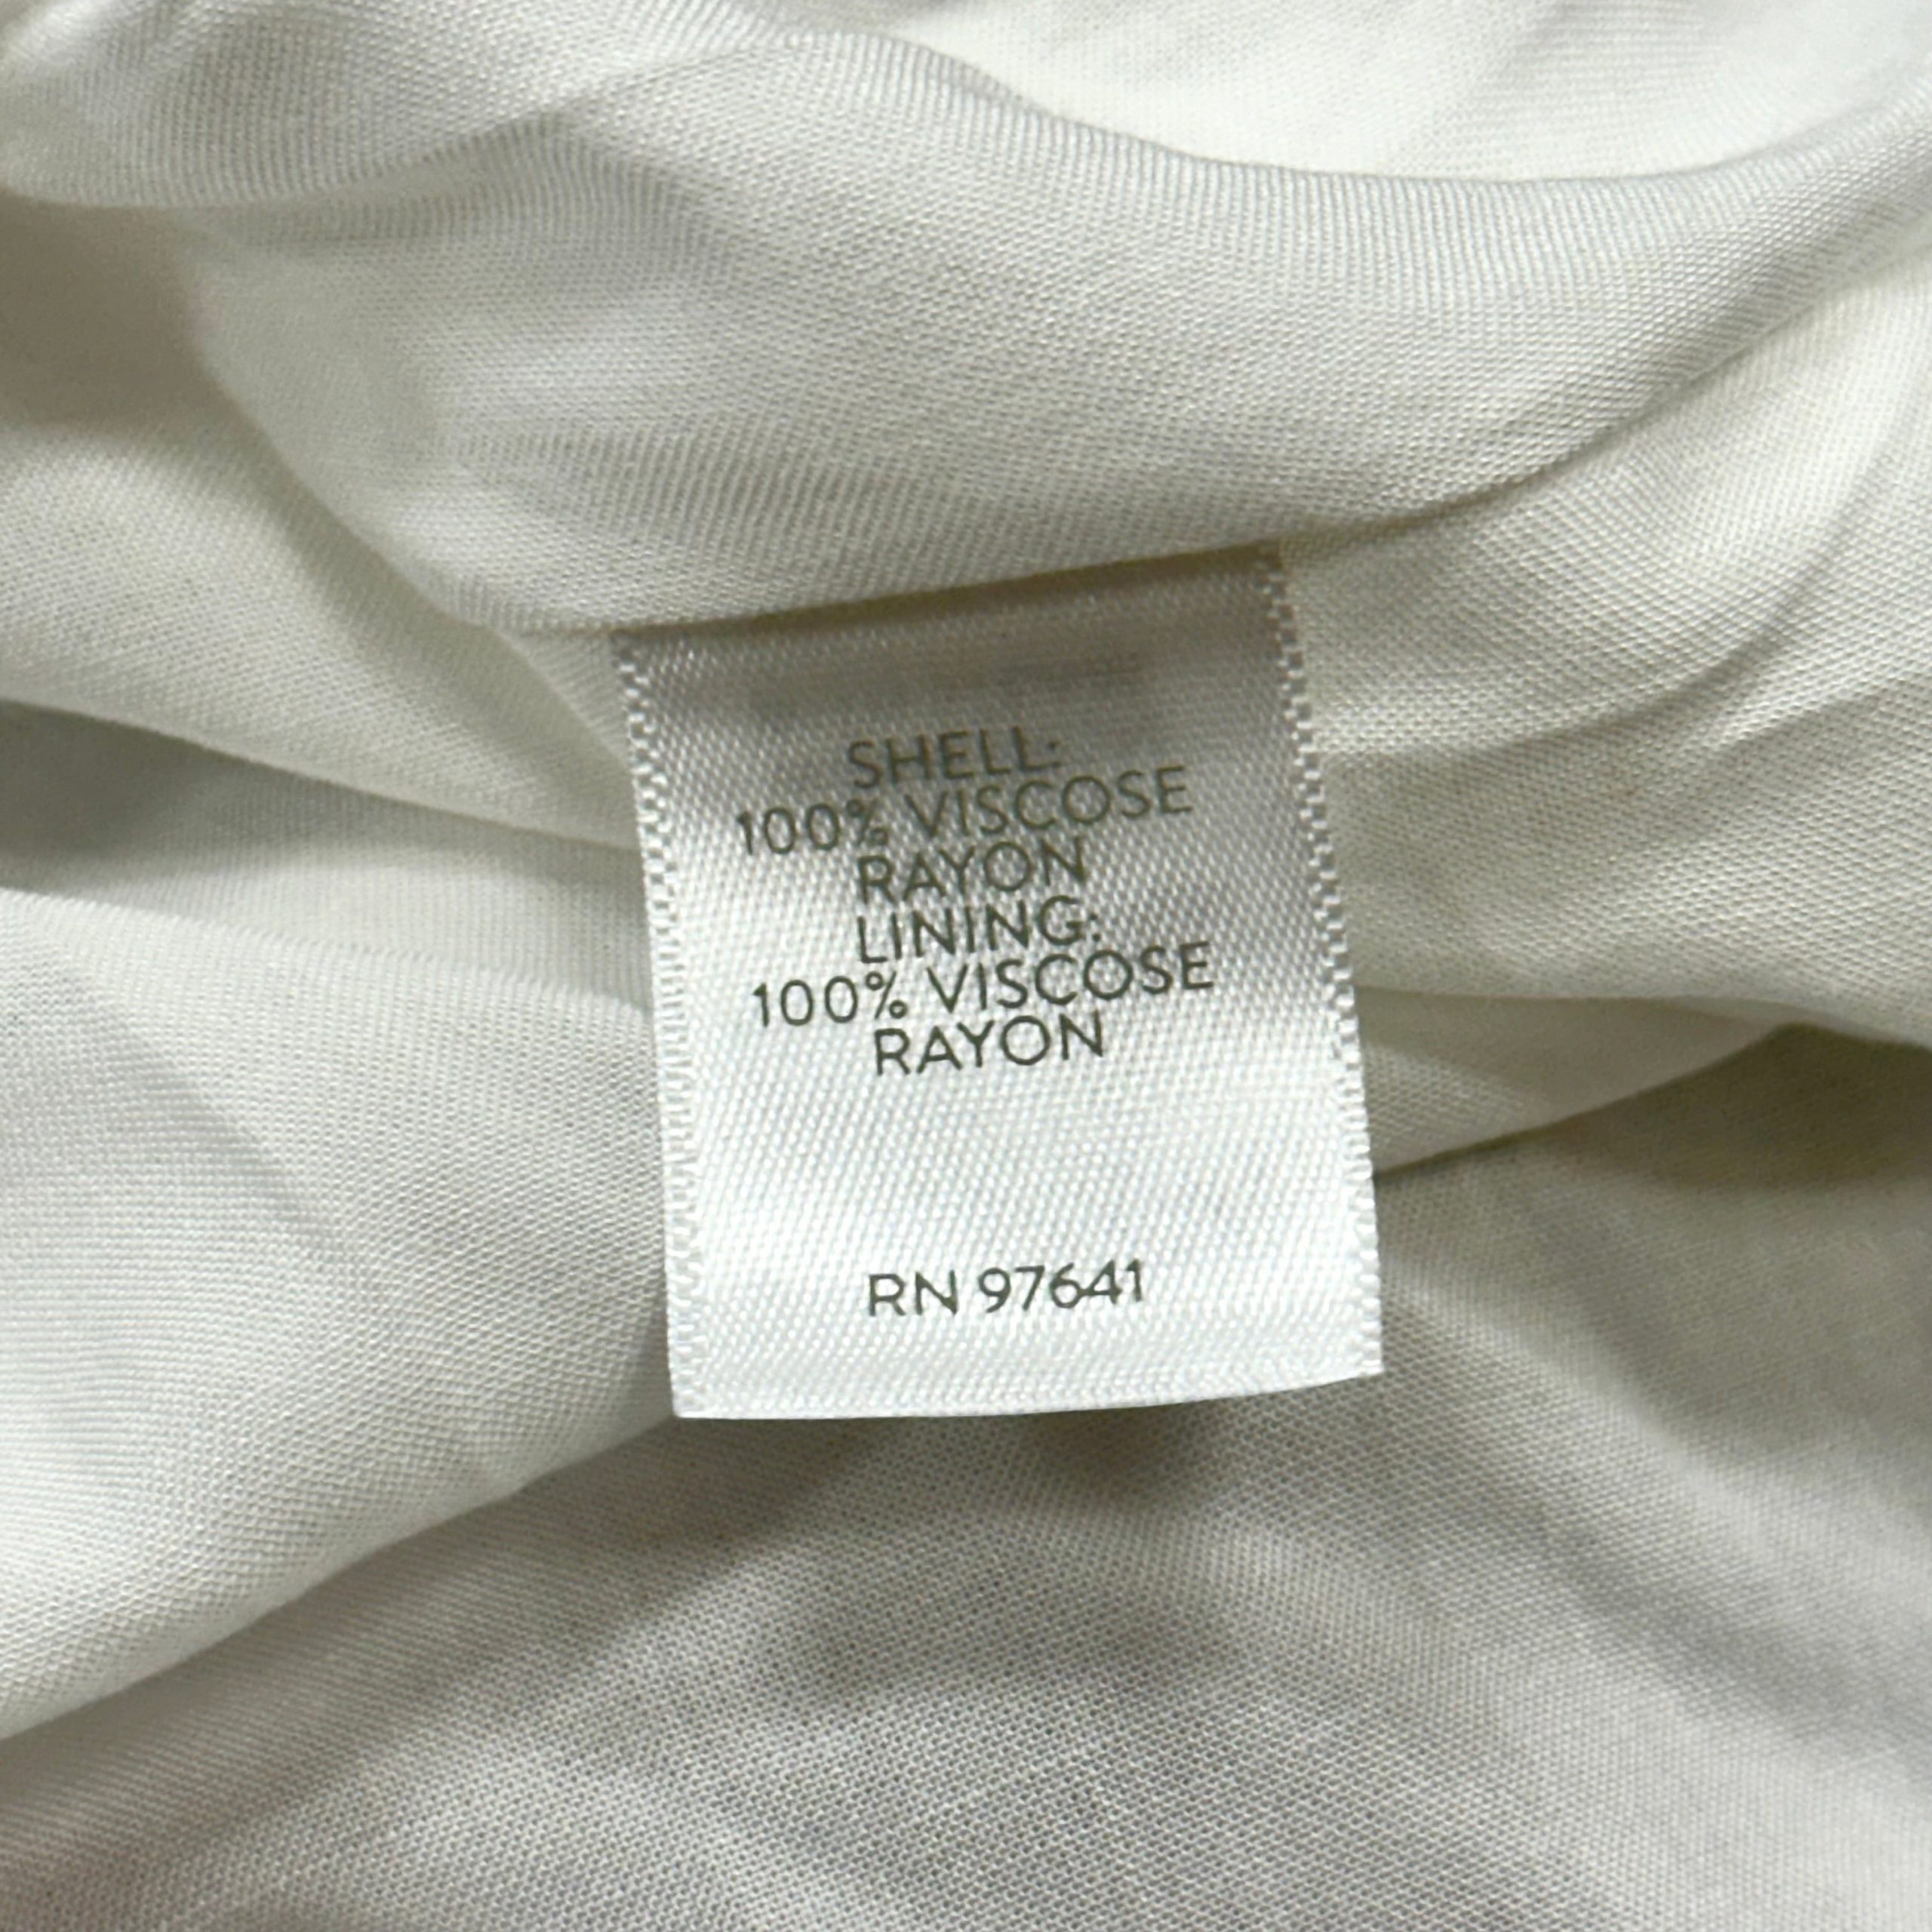 SHELL:
100% VISCOSE
RAYON
LINING:
100% VISCOSE
RAYON
RN 97641